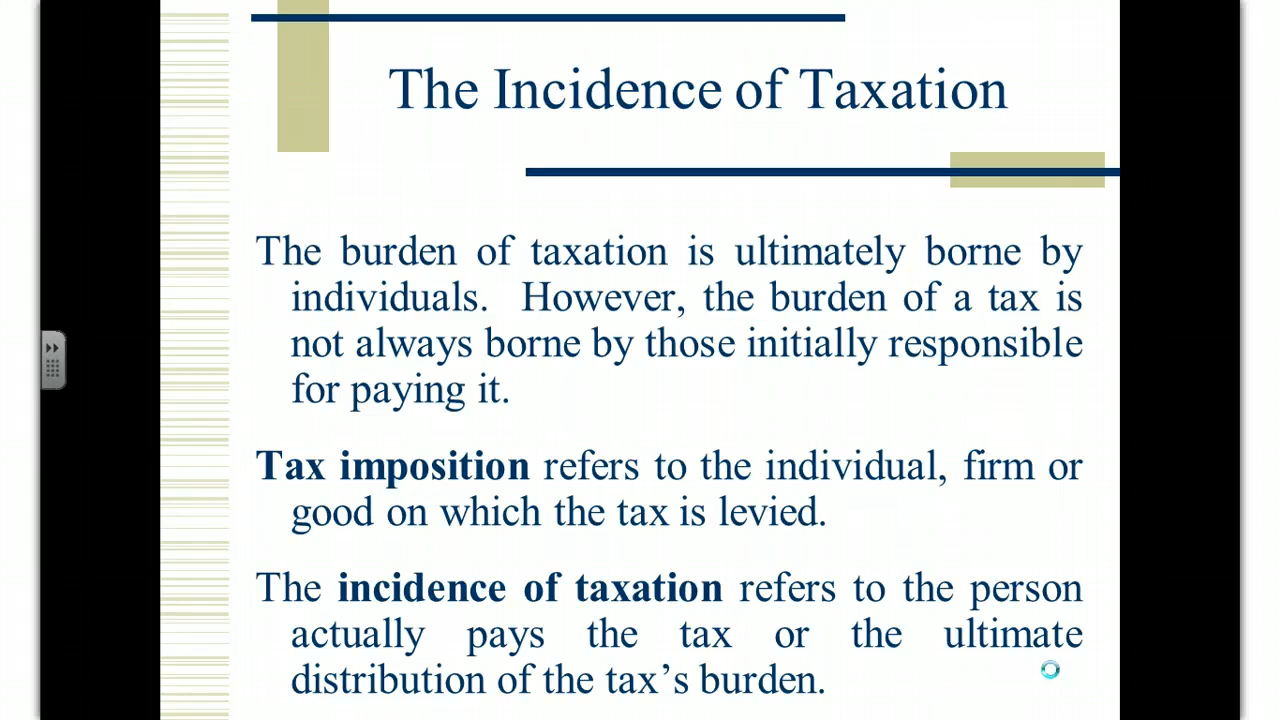 The Incidence of Taxation
The burden of taxation is ultimately borne by
individuals. However, the burden of a tax is
not always borne by those initially responsible
for paying it.
Tax imposition refers to the individual, firm or
good on which the tax is levied.
The incidence of taxation refers to the person
actually pays the tax or the ultimate
distribution of the tax’s burden.